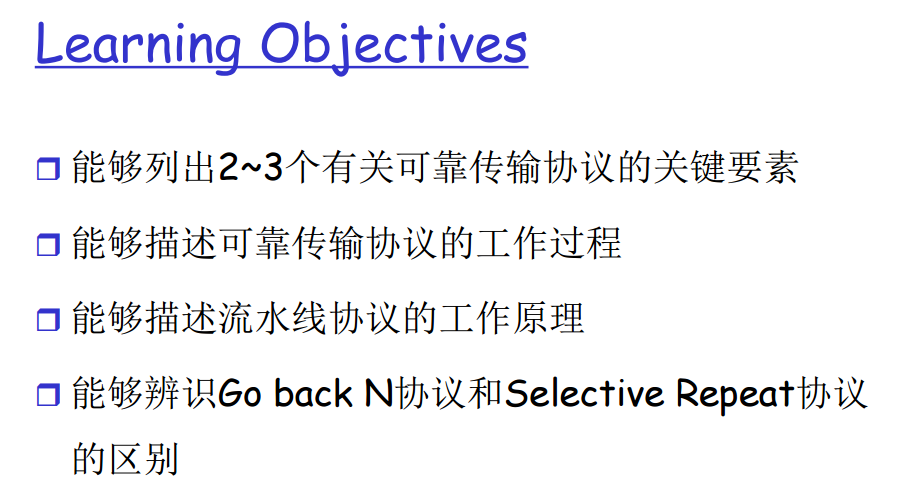 Learning Objectives
能够列出2~3个有关可靠传输协议的关键要素
能够描述可靠传输协议的工作过程
能够描述流水线协议的工作原理
能够辨识Go back N协议和Selective Repeat协议
的区别